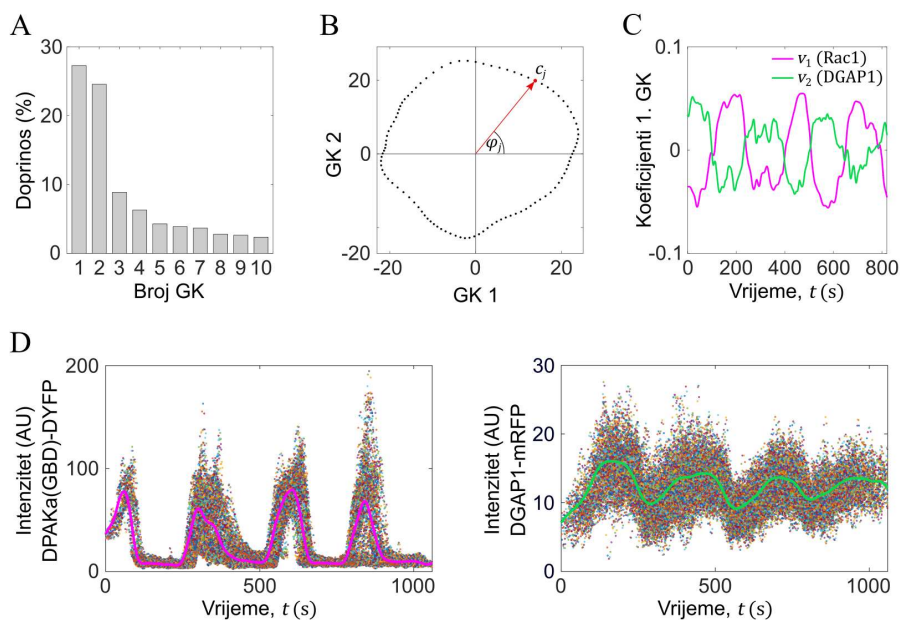 A
Doprinos (%)
30
20
10
0
1 2 3 4 5 6 7 8 9 10
Broj GK
B
GK 2
20
0
20
-20 0 20
GK 1
c_j
φ_j
C
Koeficijenti 1. GK
0.1
0
-0.1
0 200 400 600 800
Vrijeme, t (s)
v₁ (Rac1)
v₂ (DGAP1)
D
Intenzitet (AU)
DPAKa(GBD)-DYFP
200
100
0
0 500 1000
Vrijeme, t (s)
Intenzitet (AU)
DGAP1-mRFP
30
20
10
0
0 500 1000
Vrijeme, t (s)